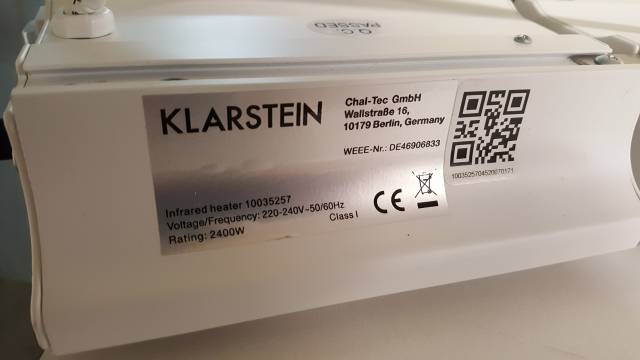 Q.C.
PASSED
KLARSTEIN
Chal-Tec GmbH
Wallstraße 16,
10179 Berlin, Germany
WEEE-Nr.: DE46906833
Infrared heater 10035257
Voltage/Frequency: 220-240V~50/60Hz
Class I
Rating: 2400W
CE
1003525704520070171